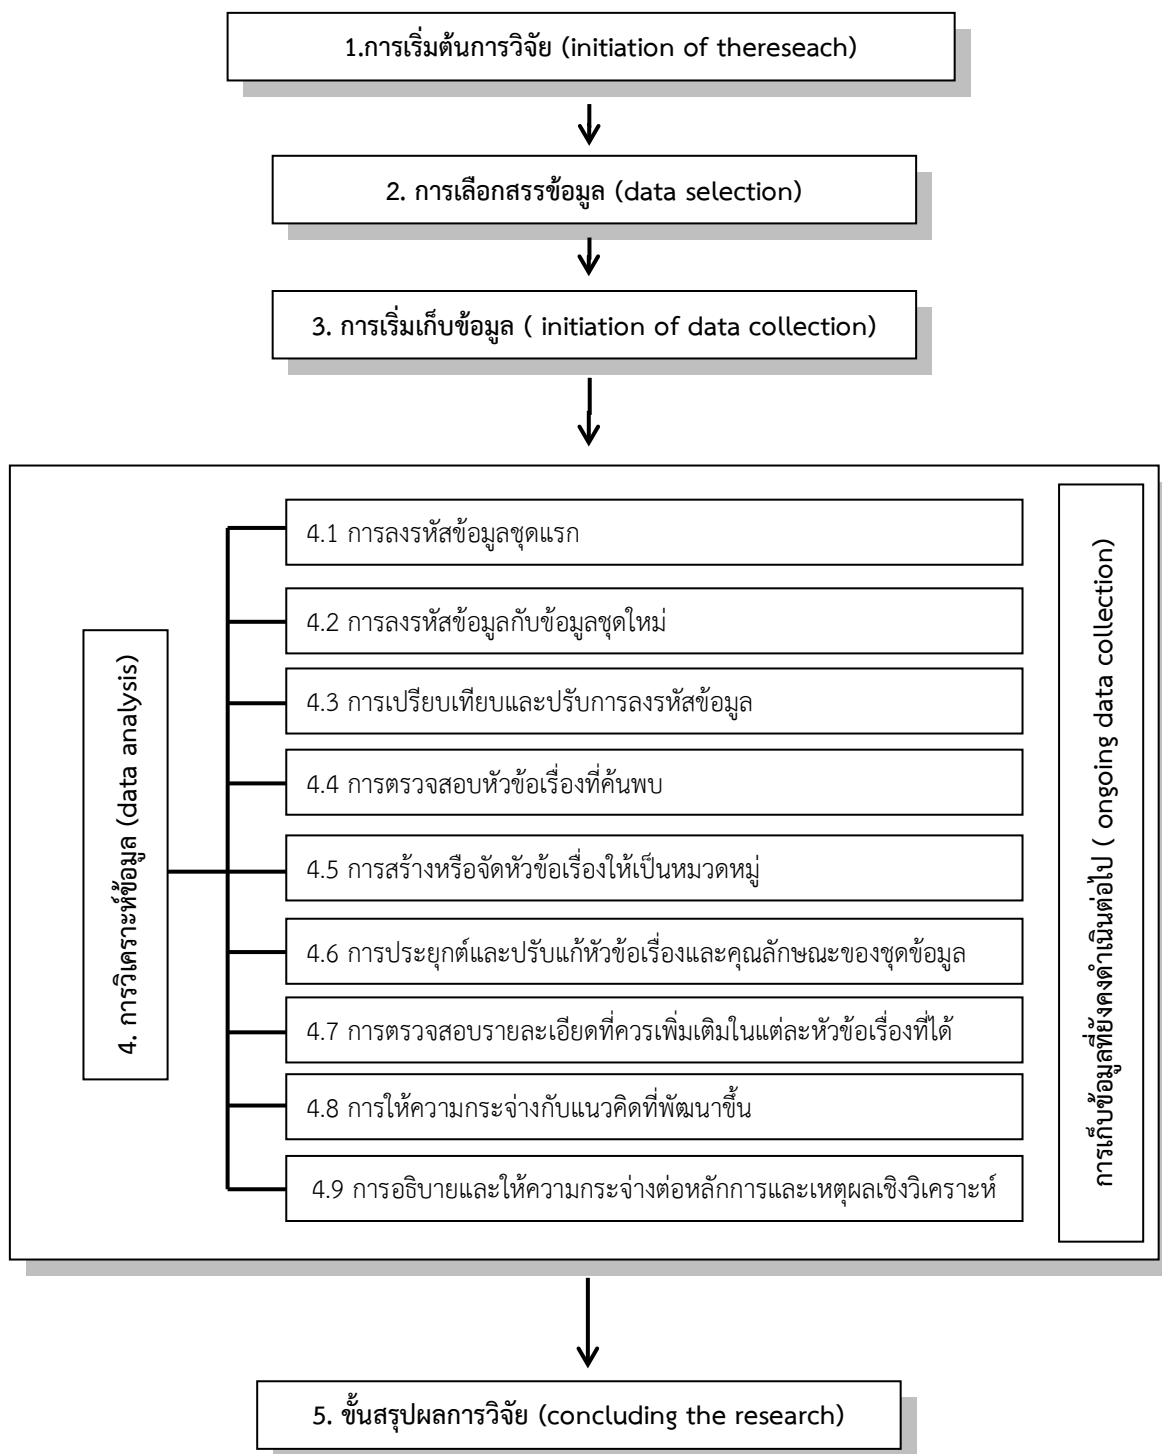 1.การเริ่มต้นการวิจัย (initiation of thereseach)
2. การเลือกสรรข้อมูล (data selection)
3. การเริ่มเก็บข้อมูล ( initiation of data collection)
4. การวิเคราะห์ข้อมูล (data analysis)
4.1 การลงรหัสข้อมูลชุดแรก
4.2 การลงรหัสข้อมูลกับข้อมูลชุดใหม่
4.3 การเปรียบเทียบและปรับการลงรหัสข้อมูล
4.4 การตรวจสอบหัวข้อเรื่องที่ค้นพบ
4.5 การสร้างหรือจัดหัวข้อเรื่องให้เป็นหมวดหมู่
4.6 การประยุกต์และปรับแก้หัวข้อเรื่องและคุณลักษณะของชุดข้อมูล
4.7 การตรวจสอบรายละเอียดที่ควรเพิ่มเติมในแต่ละหัวข้อเรื่องที่ได้
4.8 การให้ความกระจ่างกับแนวคิดที่พัฒนาขึ้น
4.9 การอธิบายและให้ความกระจ่างต่อหลักการและเหตุผลเชิงวิเคราะห์
การเก็บข้อมูลที่ยังคงดำเนินต่อไป ( ongoing data collection)
5. ขั้นสรุปผลการวิจัย (concluding the research)